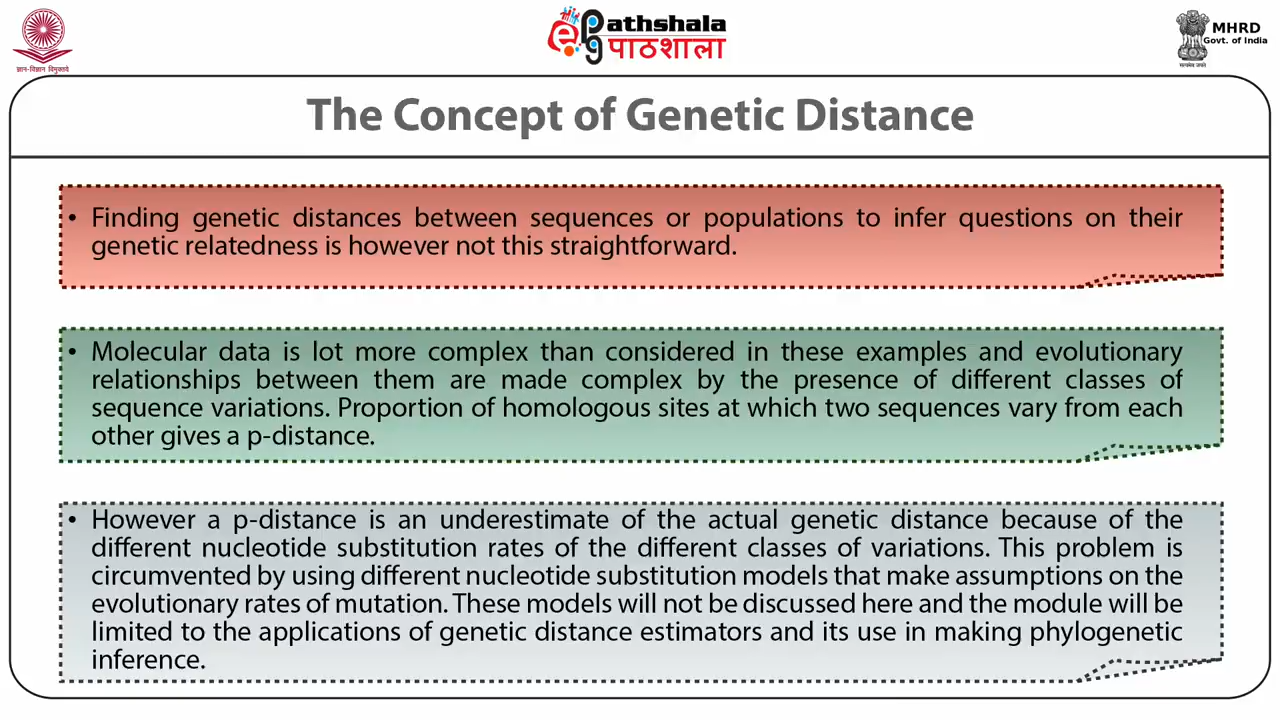 ज्ञान-विज्ञान विमुक्तये
epg
athshala
पाठशाला
सत्यमेव जयते
MHRD
Govt. of India
The Concept of Genetic Distance
• Finding genetic distances between sequences or populations to infer questions on their
genetic relatedness is however not this straightforward.
• Molecular data is lot more complex than considered in these examples and evolutionary
relationships between them are made complex by the presence of different classes of
sequence variations. Proportion of homologous sites at which two sequences vary from each
other gives a p-distance.
• However a p-distance is an underestimate of the actual genetic distance because of the
different nucleotide substitution rates of the different classes of variations. This problem is
circumvented by using different nucleotide substitution models that make assumptions on the
evolutionary rates of mutation. These models will not be discussed here and the module will be
limited to the applications of genetic distance estimators and its use in making phylogenetic
inference.